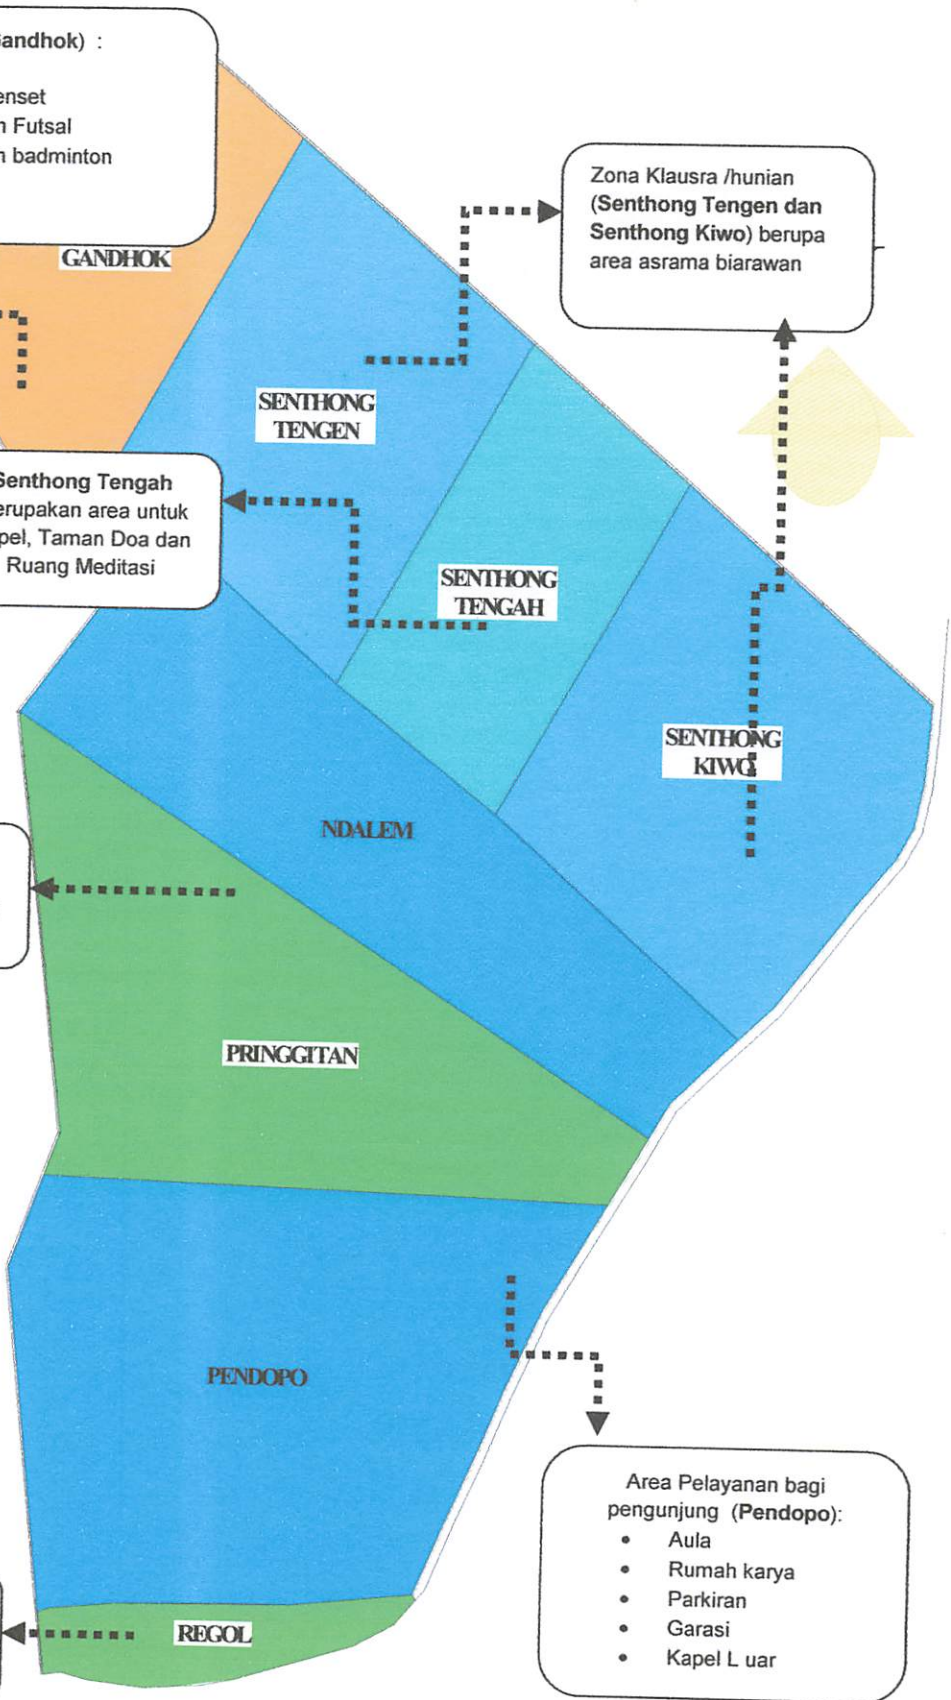 Gandhok) :
enset
n Futsal
n badminton
GANDHOK
Zona Klausra /hunian
(Senthong Tengen dan
Senthong Kiwo) berupa
area asrama biarawan
SENTHONG
TENGEN
Senthong Tengah
erupakan area untuk
pel, Taman Doa dan
Ruang Meditasi
SENTHONG
TENGAH
SENTHONG
KIWO
NDALEM
PRINGGITAN
PENDOPO
Area Pelayanan bagi
pengunjung (Pendopo):
• Aula
• Rumah karya
• Parkiran
• Garasi
• Kapel L uar
REGOL